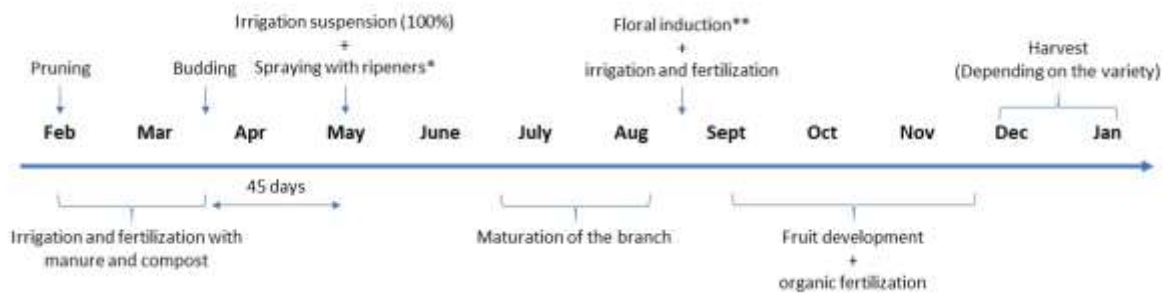 Irrigation suspension (100%)
+
Spraying with ripeners*
Floral induction**
+
irrigation and fertilization
Harvest
(Depending on the variety)
Pruning
Budding
Feb Mar Apr May June July Aug Sept Oct Nov Dec Jan
45 days
Irrigation and fertilization with
manure and compost
Maturation of the branch
Fruit development
+
organic fertilization